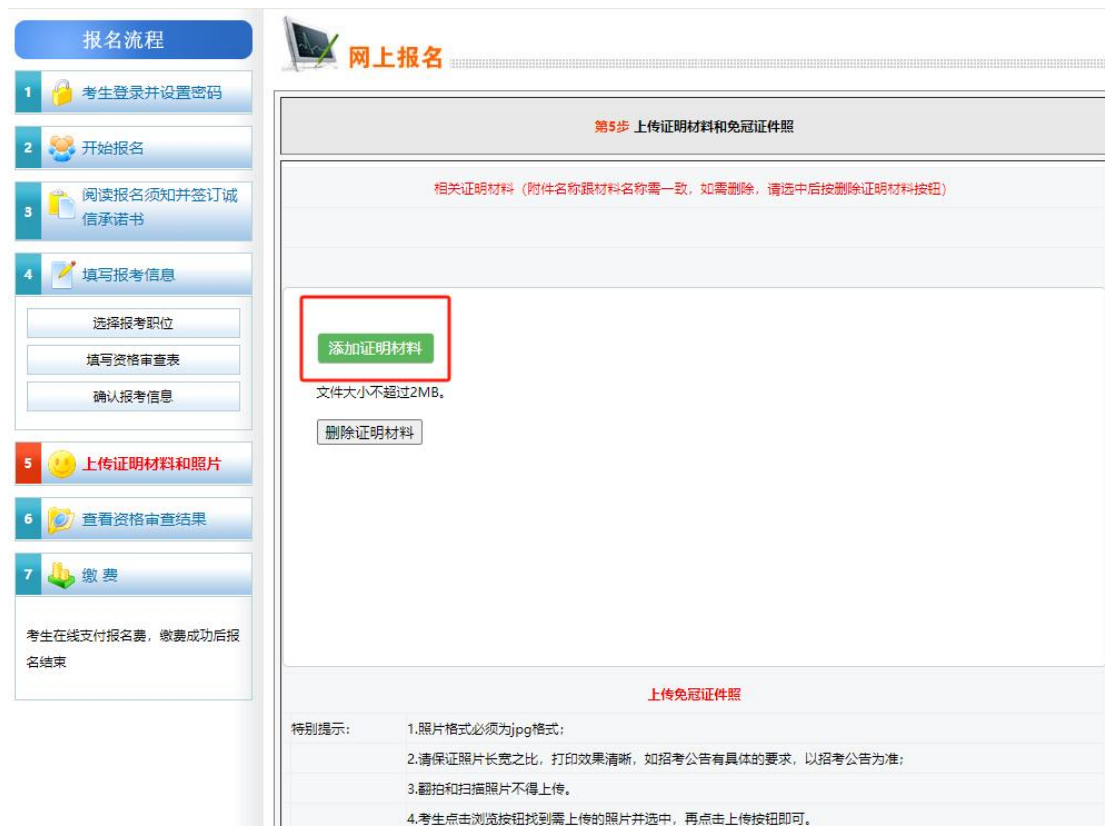 报名流程
1 考生登录并设置密码
2 开始报名
3 阅读报名须知并签订诚
信承诺书
4 填写报考信息
选择报考职位
填写资格审查表
确认报考信息
5 上传证明材料和照片
6 查看资格审查结果
7 缴 费
考生在线支付报名费，缴费成功后报
名结束
网上报名
第5步 上传证明材料和免冠证件照
相关证明材料（附件名称跟材料名称需一致，如需删除，请选中后按删除证明材料按钮）
添加证明材料
文件大小不超过2MB。
删除证明材料
上传免冠证件照
特别提示： 1.照片格式必须为jpg格式；
2.请保证照片长宽之比，打印效果清晰，如招考公告有具体的要求，以招考公告为准；
3.翻拍和扫描照片不得上传。
4.考生点击浏览按钮找到需上传的照片并选中，再点击上传按钮即可。